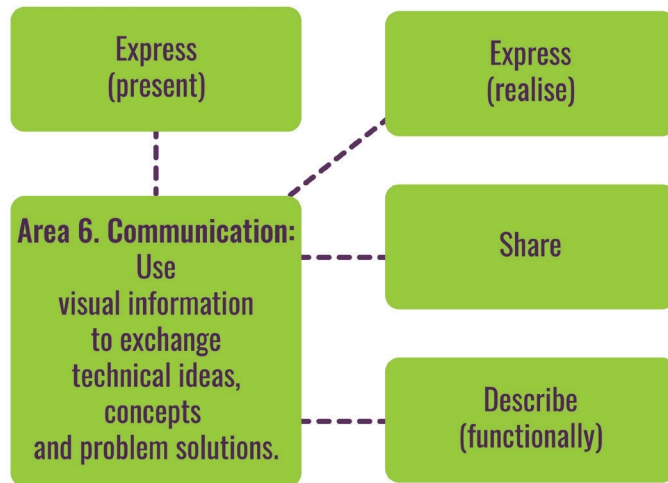 Express
(present)
Express
(realise)
Area 6. Communication:
Use
visual information
to exchange
technical ideas,
concepts
and problem solutions.
Share
Describe
(functionally)